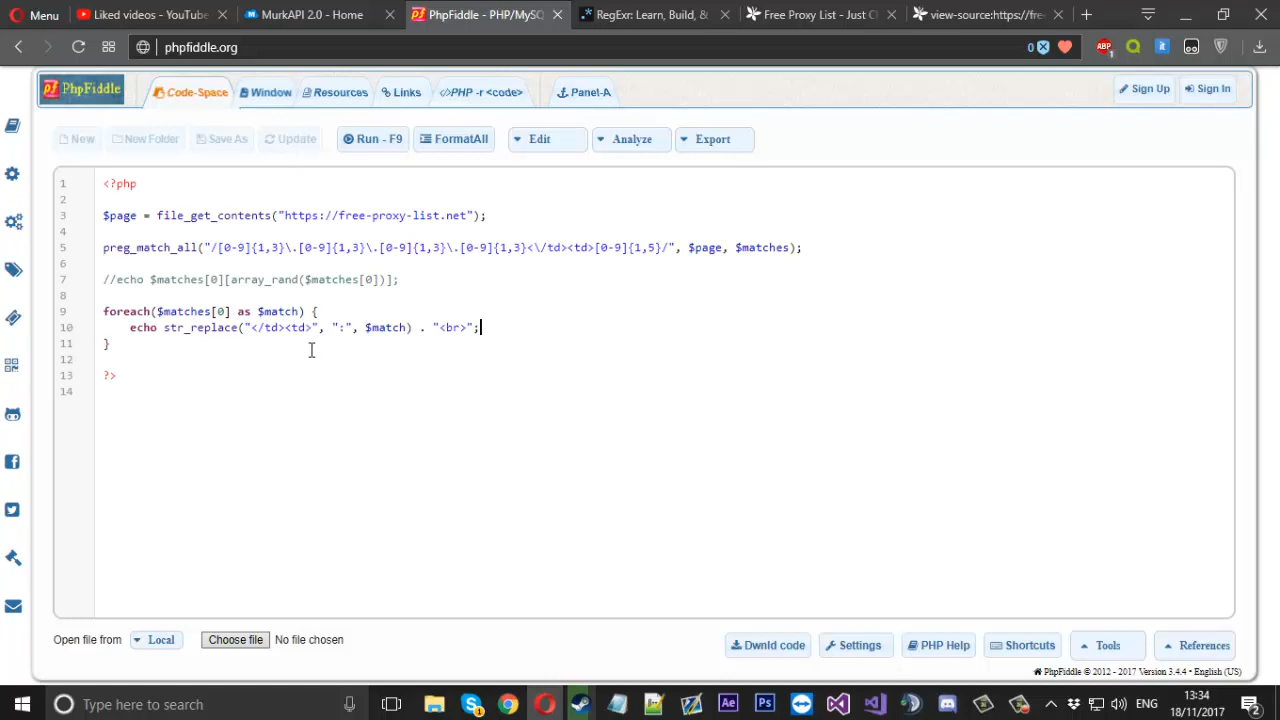 Menu
Liked videos - YouTube
MurkAPI 2.0 - Home
PhpFiddle - PHP/MySQ
RegExr: Learn, Build, &
Free Proxy List - Just C
view-source:https://free-
phpfiddle.org
0
ABP
1
PhpFiddle
Code-Space
Window
Resources
Links
</>PHP -r <code>
Panel-A
Sign Up
Sign In
New
New Folder
Save As
Update
Run - F9
FormatAll
Edit
Analyze
Export
1 <?php
2
3 $page = file_get_contents("https://free-proxy-list.net");
4
5 preg_match_all("/[0-9]{1,3}\.[0-9]{1,3}\.[0-9]{1,3}\.[0-9]{1,3}<\/td><td>[0-9]{1,5}/", $page, $matches);
6
7 //echo $matches[0][array_rand($matches[0])];
8
9 foreach($matches[0] as $match) {
10 echo str_replace("</td><td>", ":", $match) . "<br>";
11 }
12
13 ?>
14
Open file from
Local
Choose file
No file chosen
Dwnld code
Settings
PHP Help
Shortcuts
Tools
References
PhpFiddle © 2012 - 2017 Version 3.4.4 • English (US)
Type here to search
Ae
Ps
ENG
13:34
18/11/2017
2